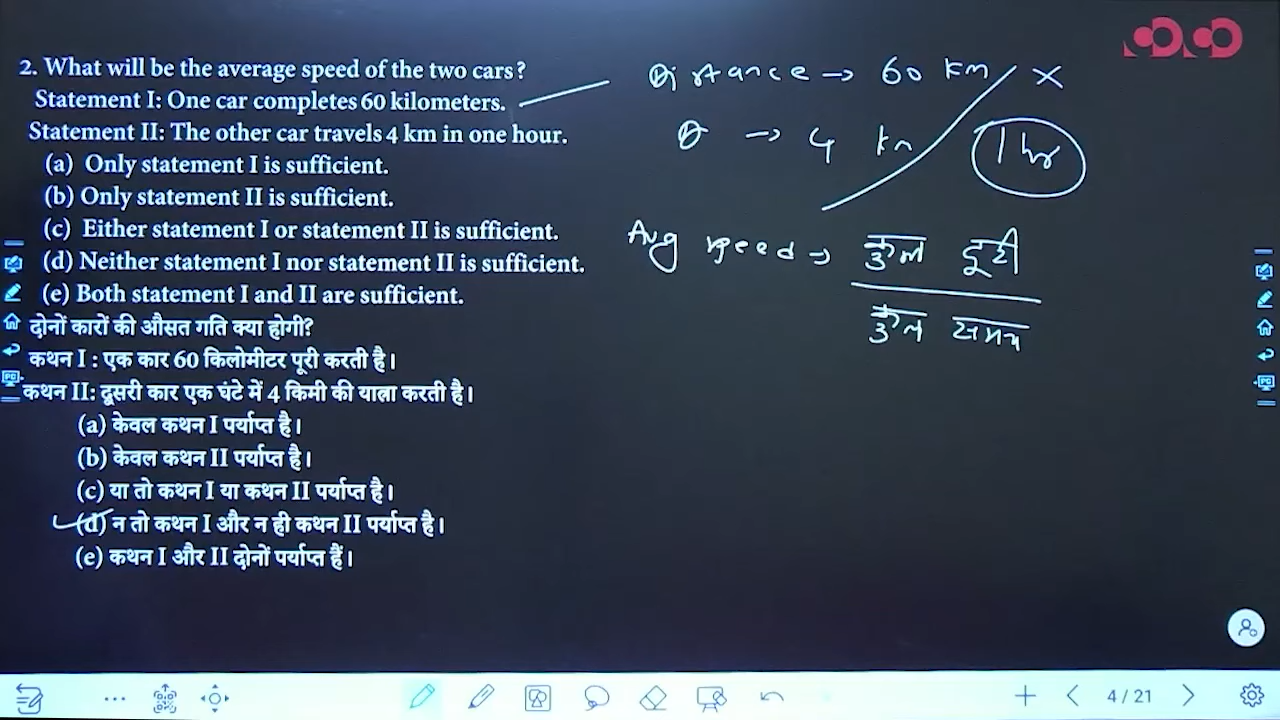 2. What will be the average speed of the two cars?
Statement I: One car completes 60 kilometers.
Statement II: The other car travels 4 km in one hour.
(a) Only statement I is sufficient.
(b) Only statement II is sufficient.
(c) Either statement I or statement II is sufficient.
(d) Neither statement I nor statement II is sufficient.
(e) Both statement I and II are sufficient.
दोनों कारों की औसत गति क्या होगी?
कथन I : एक कार 60 किलोमीटर पूरी करती है।
कथन II: दूसरी कार एक घंटे में 4 किमी की यात्रा करती है।
(a) केवल कथन I पर्याप्त है।
(b) केवल कथन II पर्याप्त है।
(c) या तो कथन I या कथन II पर्याप्त है।
(d) न तो कथन I और न ही कथन II पर्याप्त है।
(e) कथन I और II दोनों पर्याप्त हैं।
Distance → 60 km ×
D → 4 km 1 hr
Avg speed → कुल दूरी
कुल समय
4 / 21